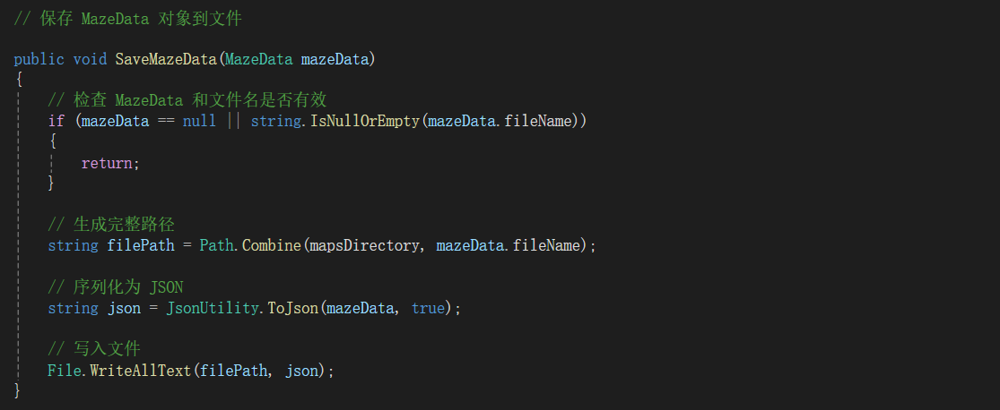 // 保存 MazeData 对象到文件
public void SaveMazeData(MazeData mazeData)
{
// 检查 MazeData 和文件名是否有效
if (mazeData == null || string.IsNullOrEmpty(mazeData.fileName))
{
return;
}
// 生成完整路径
string filePath = Path.Combine(mapsDirectory, mazeData.fileName);
// 序列化为 JSON
string json = JsonUtility.ToJson(mazeData, true);
// 写入文件
File.WriteAllText(filePath, json);
}